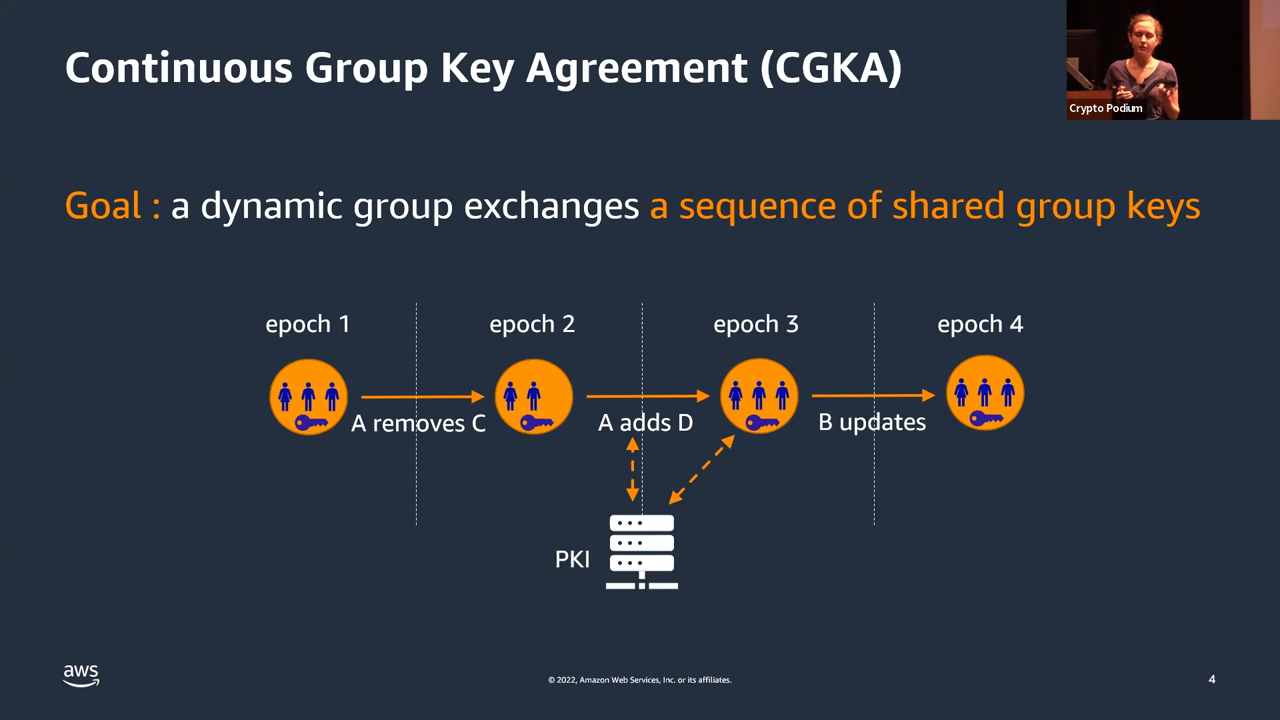 Continuous Group Key Agreement (CGKA)
Crypto Podium
Goal : a dynamic group exchanges a sequence of shared group keys
epoch 1 epoch 2 epoch 3 epoch 4
A removes C A adds D B updates
PKI
aws
© 2022, Amazon Web Services, Inc. or its affiliates.
4